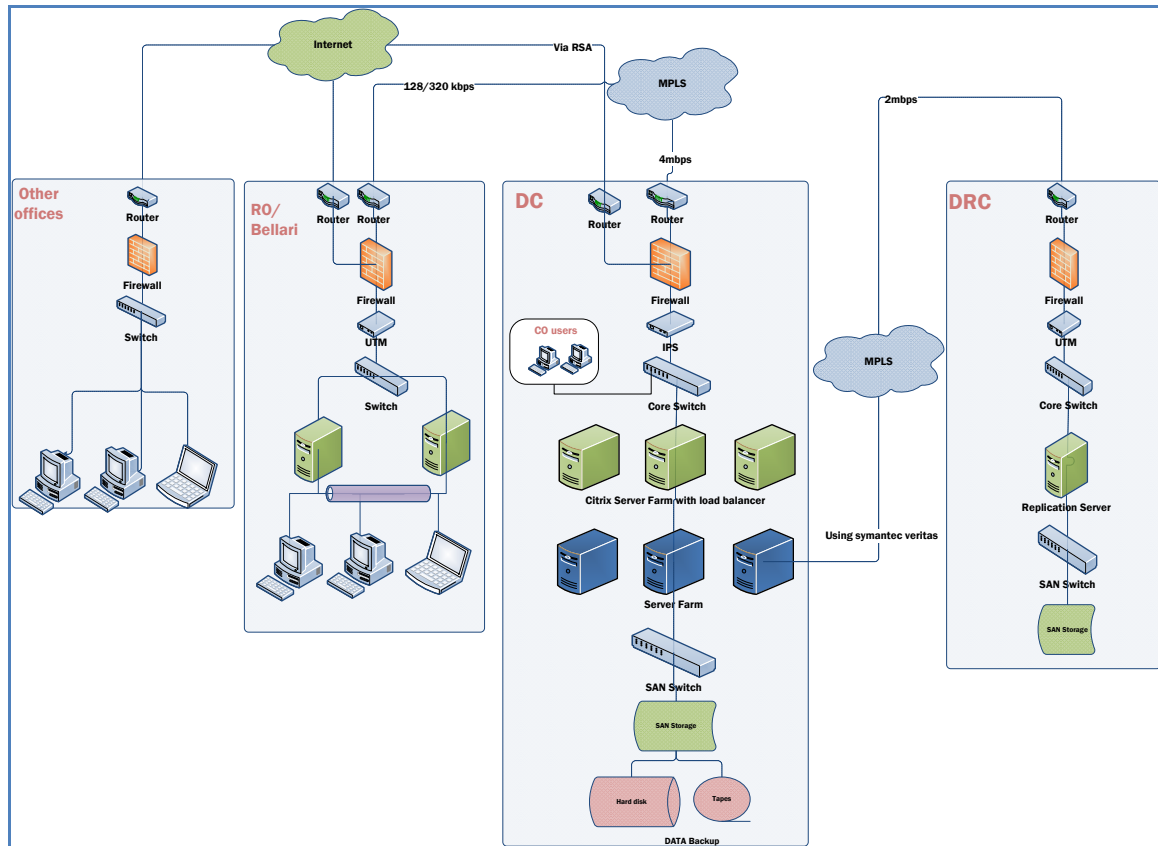 Internet
Via RSA
MPLS
128/320 kbps
2mbps
4mbps
Other
offices
Router
Firewall
Switch
RO/
Bellari
Router
Router
Firewall
UTM
Switch
DC
Router
Router
Firewall
IPS
CO users
Core Switch
Citrix Server Farm with load balancer
Server Farm
SAN Switch
SAN Storage
Hard disk
Tapes
DATA Backup
MPLS
Using symantec veritas
DRC
Router
Firewall
UTM
Core Switch
Replication Server
SAN Switch
SAN Storage